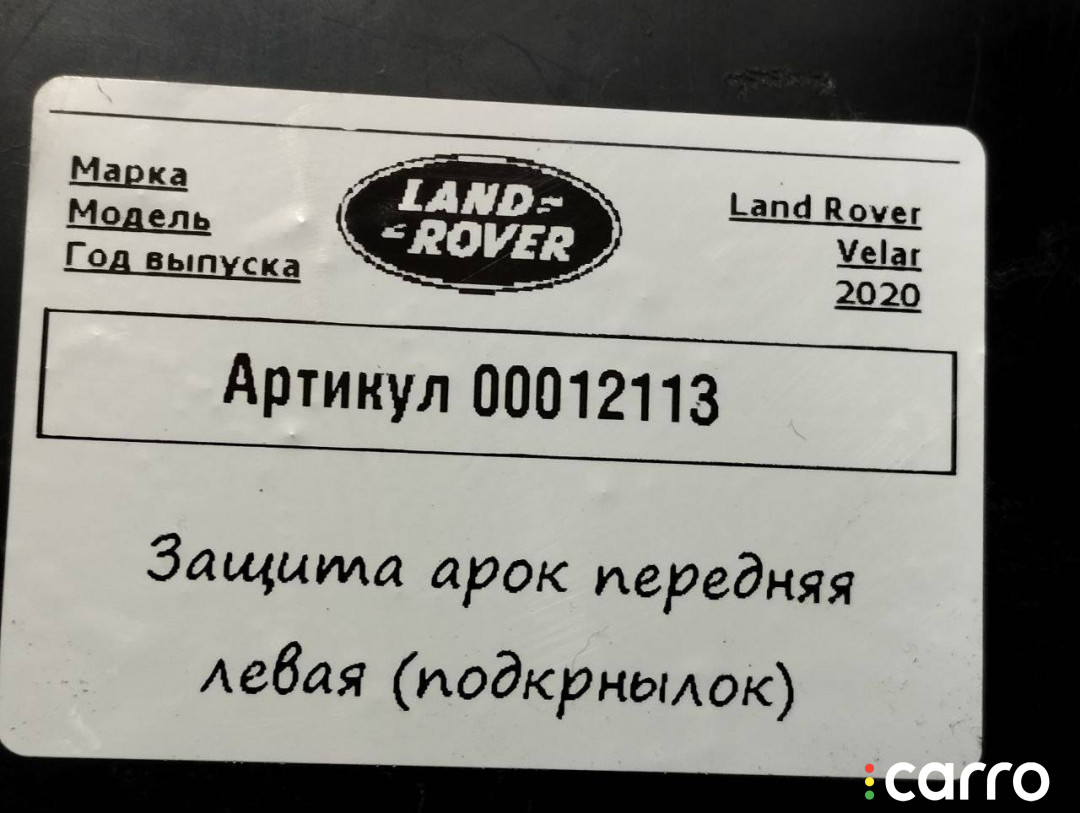 Марка
Модель
Год выпуска
LAND-
-ROVER
Land Rover
Velar
2020
Артикул 00012113
Защита арок передняя
левая (подкрнылок)
carro